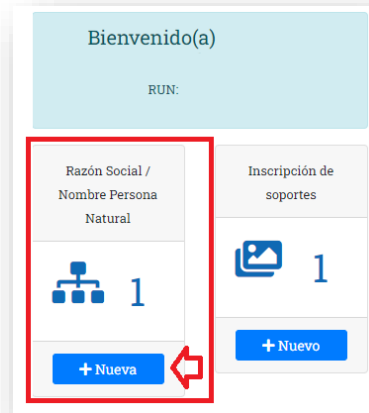 Bienvenido(a)
RUN:
Razón Social /
Nombre Persona
Natural
1
+ Nueva
Inscripción de
soportes
1
+ Nuevo